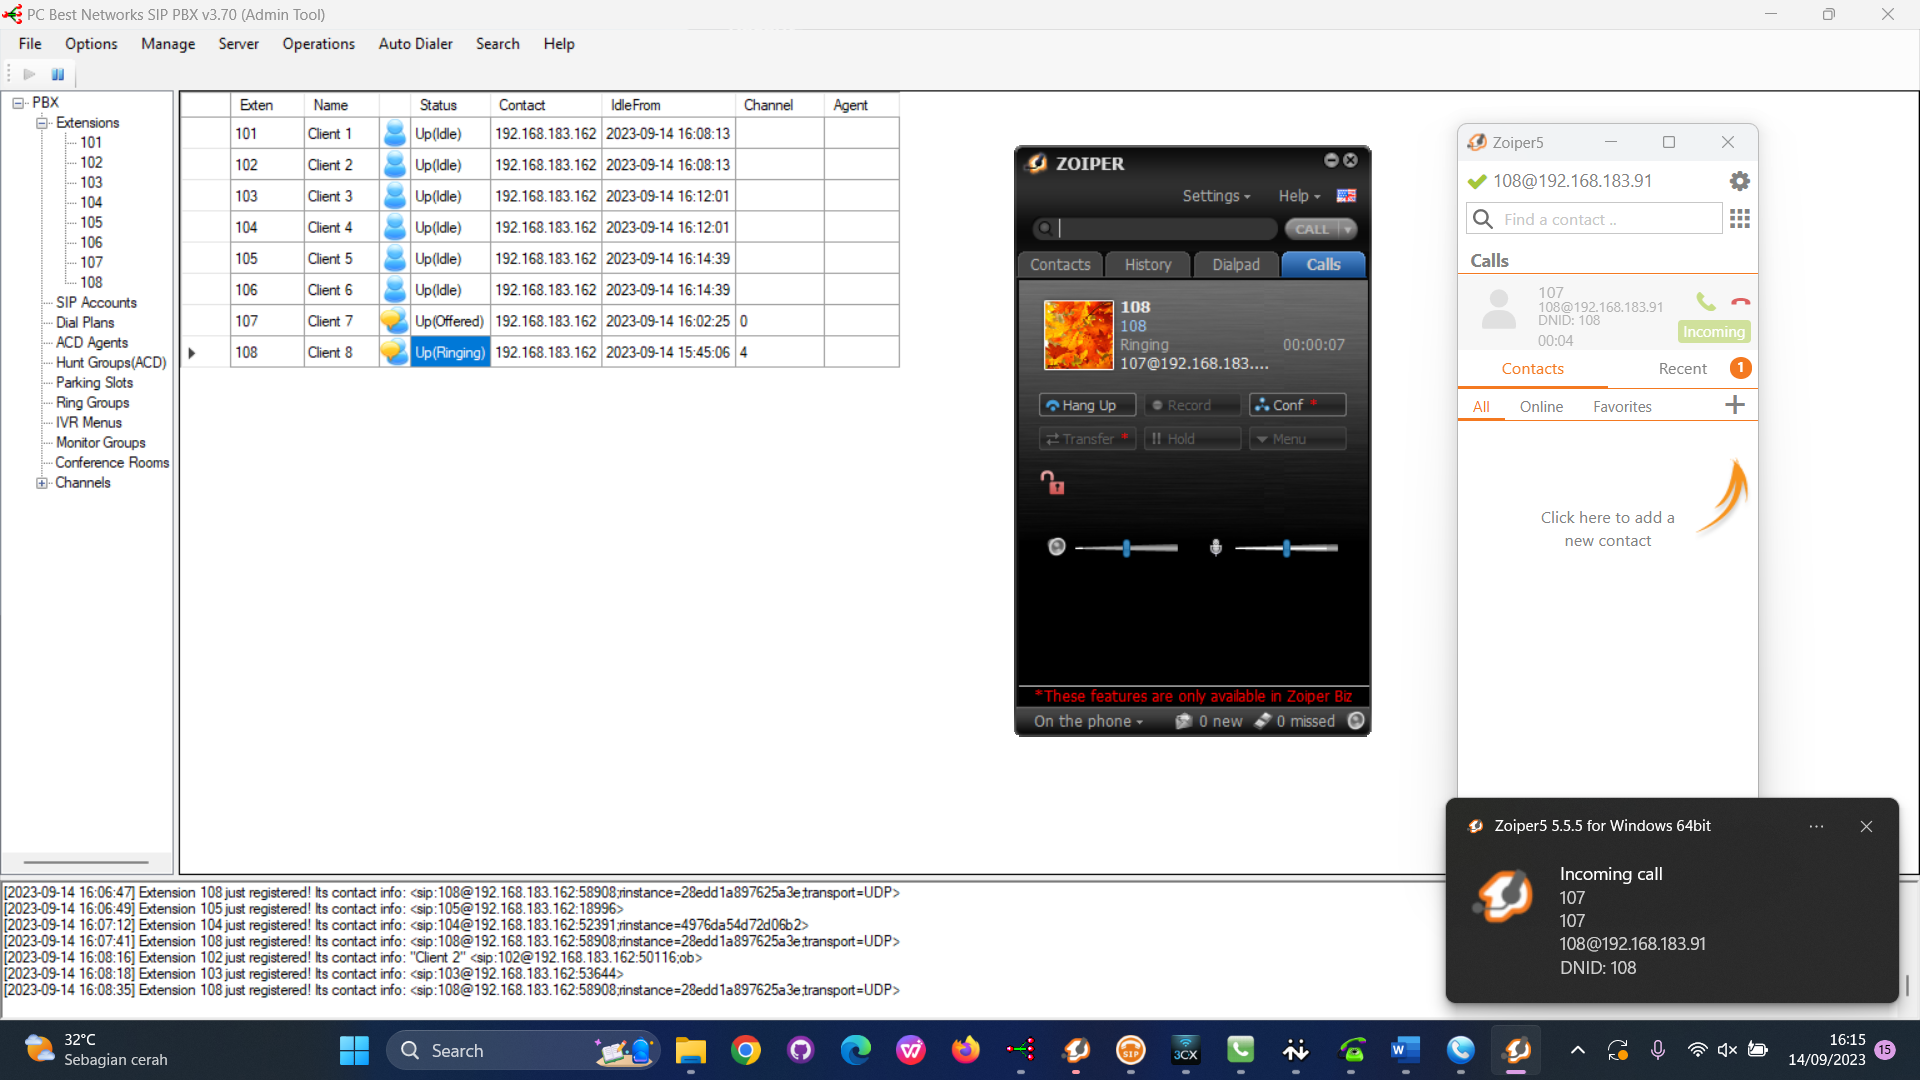 PC Best Networks SIP PBX v3.70 (Admin Tool)
File Options Manage Server Operations Auto Dialer Search Help
PBX
Extensions
101
102
103
104
105
106
107
108
SIP Accounts
Dial Plans
ACD Agents
Hunt Groups(ACD)
Parking Slots
Ring Groups
IVR Menus
Monitor Groups
Conference Rooms
Channels
Exten Name Status Contact IdleFrom Channel Agent
101 Client 1 Up(Idle) 192.168.183.162 2023-09-14 16:08:13
102 Client 2 Up(Idle) 192.168.183.162 2023-09-14 16:08:13
103 Client 3 Up(Idle) 192.168.183.162 2023-09-14 16:12:01
104 Client 4 Up(Idle) 192.168.183.162 2023-09-14 16:12:01
105 Client 5 Up(Idle) 192.168.183.162 2023-09-14 16:14:39
106 Client 6 Up(Idle) 192.168.183.162 2023-09-14 16:14:39
107 Client 7 Up(Offered) 192.168.183.162 2023-09-14 16:02:25 0
108 Client 8 Up(Ringing) 192.168.183.162 2023-09-14 15:45:06 4
ZOIPER
Settings Help
CALL
Contacts History Dialpad Calls
108
108
Ringing 00:00:07
107@192.168.183....
Hang Up Record Conf *
Transfer * Hold Menu
*These features are only available in Zoiper Biz
On the phone 0 new 0 missed
Zoiper5
108@192.168.183.91
Find a contact ..
Calls
107
108@192.168.183.91
DNID: 108
00:04
Incoming
Contacts Recent 1
All Online Favorites
Click here to add a
new contact
Zoiper5 5.5.5 for Windows 64bit
Incoming call
107
107
108@192.168.183.91
DNID: 108
[2023-09-14 16:06:47] Extension 108 just registered! Its contact info: <sip:108@192.168.183.162:58908;rinstance=28edd1a897625a3e;transport=UDP>
[2023-09-14 16:06:49] Extension 105 just registered! Its contact info: <sip:105@192.168.183.162:18996>
[2023-09-14 16:07:12] Extension 104 just registered! Its contact info: <sip:104@192.168.183.162:52391;rinstance=4976da54d72d06b2>
[2023-09-14 16:07:41] Extension 108 just registered! Its contact info: <sip:108@192.168.183.162:58908;rinstance=28edd1a897625a3e;transport=UDP>
[2023-09-14 16:08:16] Extension 102 just registered! Its contact info: "Client 2" <sip:102@192.168.183.162:50116;ob>
[2023-09-14 16:08:18] Extension 103 just registered! Its contact info: <sip:103@192.168.183.162:53644>
[2023-09-14 16:08:35] Extension 108 just registered! Its contact info: <sip:108@192.168.183.162:58908;rinstance=28edd1a897625a3e;transport=UDP>
32°C
Sebagian cerah
Search
SIP
3CX
W
16:15
14/09/2023
15